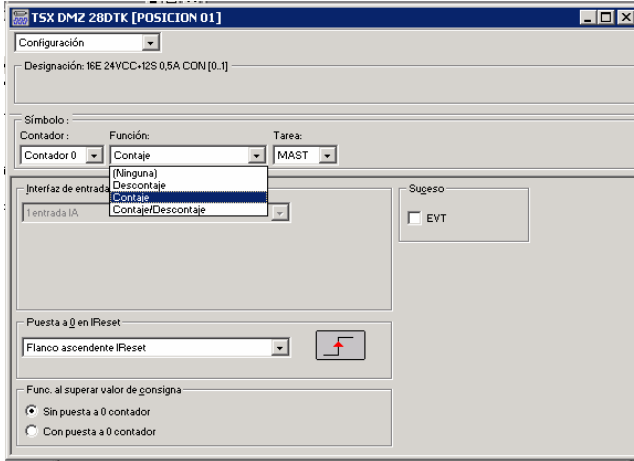 TSX DMZ 28DTK [POSICION 01]
Configuración
Designación: 16E 24VCC+12S 0,5A CON [0..1]
Símbolo :
Contador : Función: Tarea:
Contador 0 Contaje MAST
(Ninguna)
Descontaje
Contaje
Contaje/Descontaje
Interfaz de entrada Suceso
1 entrada IA EVT
Puesta a 0 en IReset
Flanco ascendente IReset
Func. al superar valor de consigna
Sin puesta a 0 contador
Con puesta a 0 contador